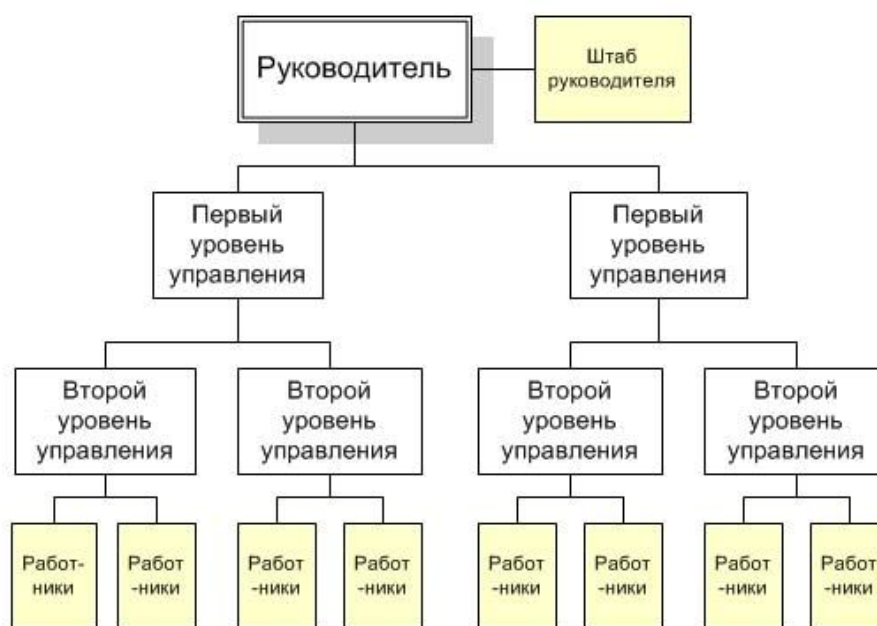 Руководитель
Штаб
руководителя
Первый
уровень
управления
Первый
уровень
управления
Второй
уровень
управления
Второй
уровень
управления
Второй
уровень
управления
Второй
уровень
управления
Работ-
ники
Работ
-ники
Работ
-ники
Работ
-ники
Работ
-ники
Работ
-ники
Работ
-ники
Работ
-ники